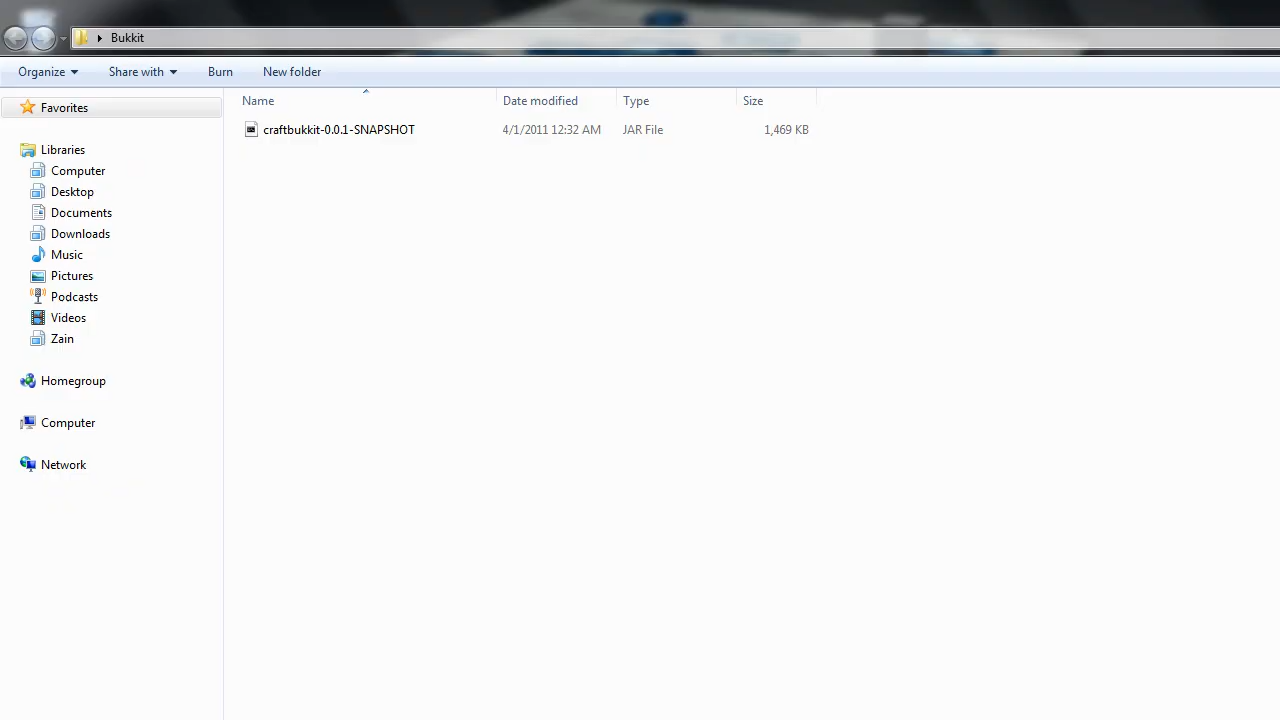 Bukkit
Organize Share with Burn New folder
Name Date modified Type Size
craftbukkit-0.0.1-SNAPSHOT 4/1/2011 12:32 AM JAR File 1,469 KB
Favorites
Libraries
Computer
Desktop
Documents
Downloads
Music
Pictures
Podcasts
Videos
Zain
Homegroup
Computer
Network